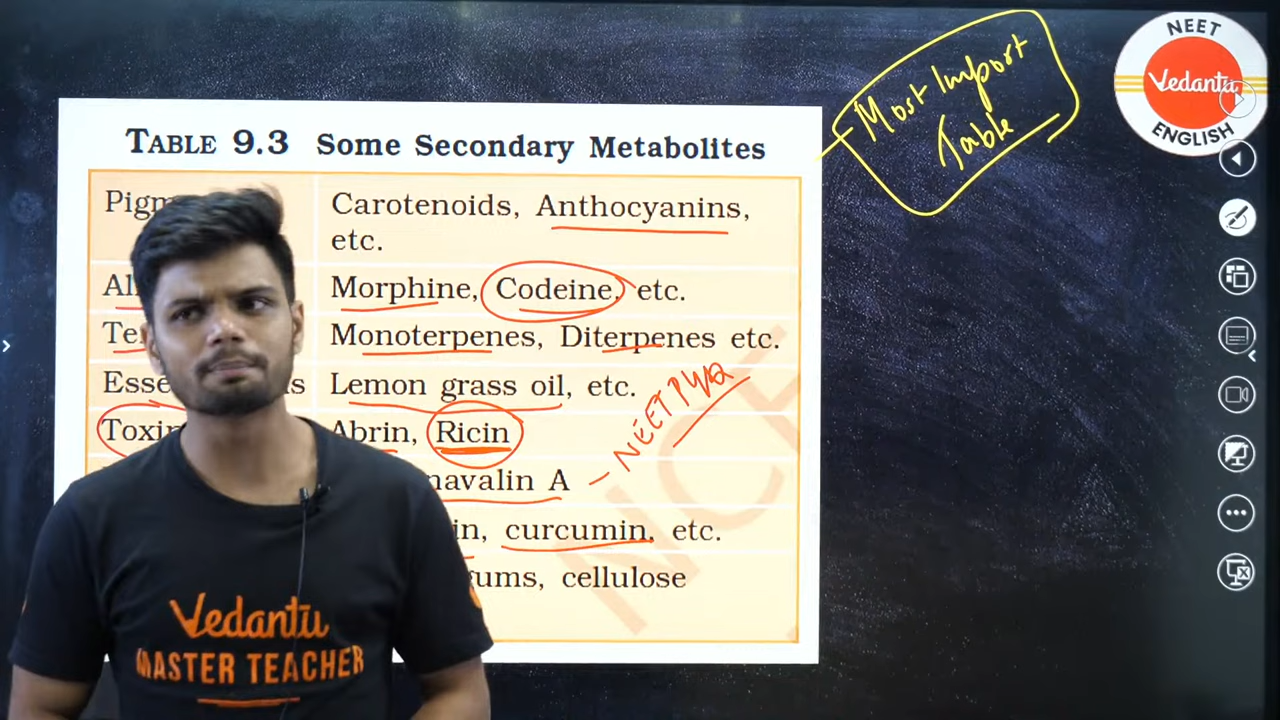 NEET
Vedantu
ENGLISH
Most Import
Table
TABLE 9.3 Some Secondary Metabolites
Carotenoids, Anthocyanins,
etc.
Morphine, Codeine, etc.
Monoterpenes, Diterpenes etc.
Lemon grass oil, etc.
Abrin, Ricin
navalin A
NEET PYQ
in, curcumin, etc.
gums, cellulose
Vedantu
MASTER TEACHER